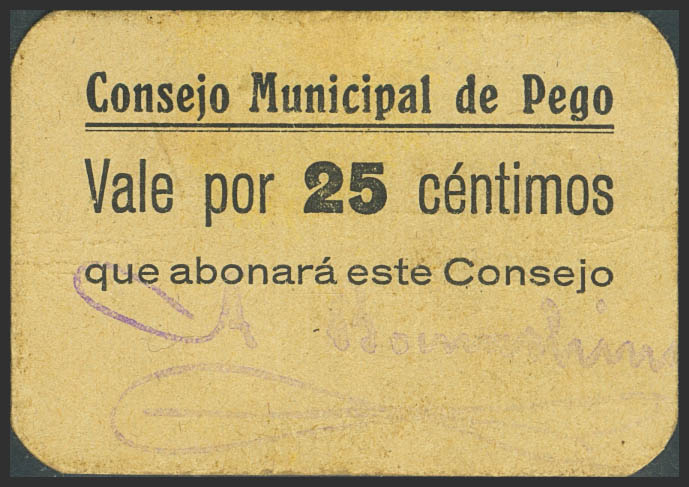 Consejo Municipal de Pego
Vale por 25 céntimos
que abonará este Consejo
A